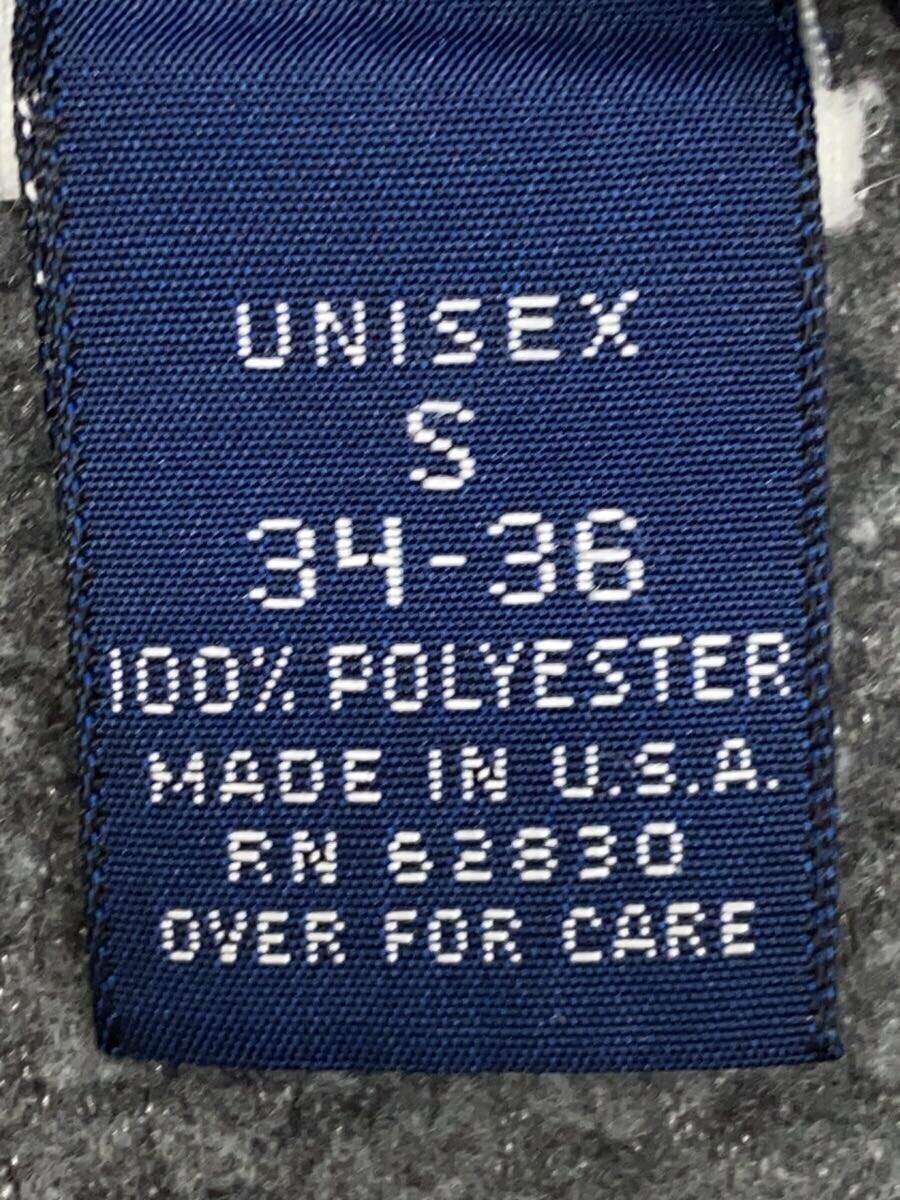 UNISEX
S
34-36
100% POLYESTER
MADE IN U.S.A.
RN 62830
OVER FOR CARE